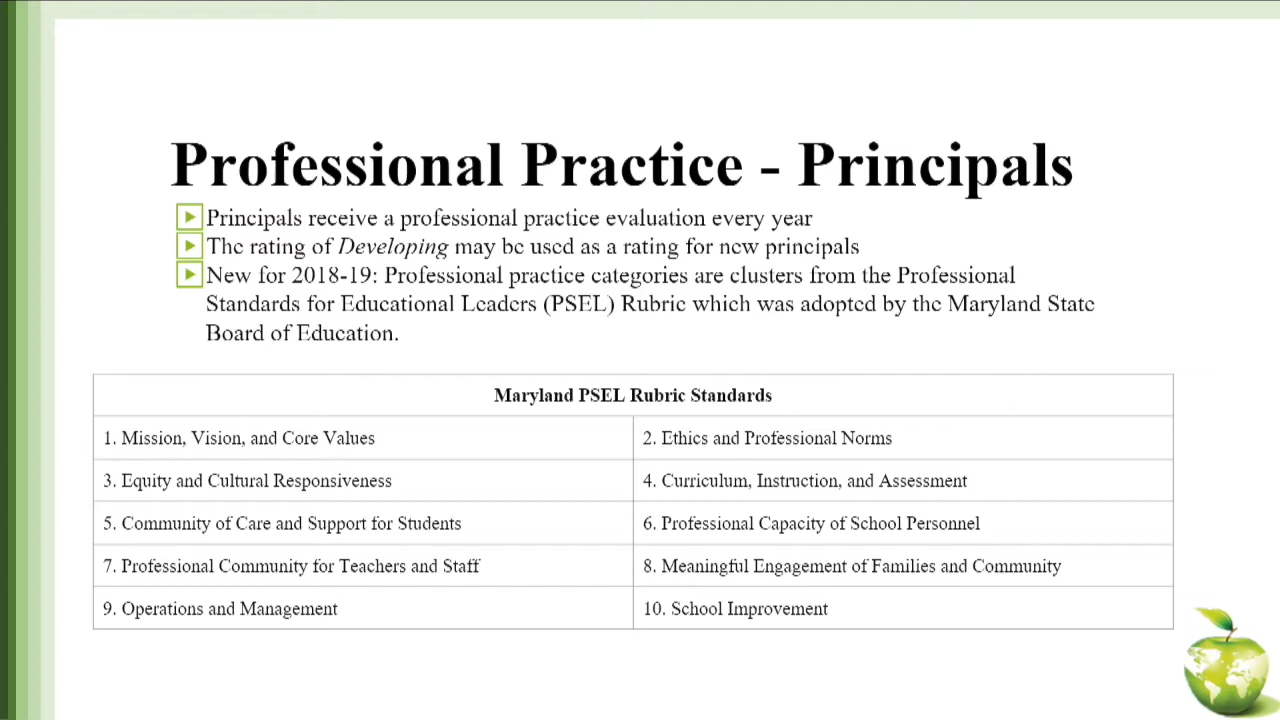 Professional Practice - Principals
Principals receive a professional practice evaluation every year
The rating of Developing may be used as a rating for new principals
New for 2018-19: Professional practice categories are clusters from the Professional
Standards for Educational Leaders (PSEL) Rubric which was adopted by the Maryland State
Board of Education.
Maryland PSEL Rubric Standards
1. Mission, Vision, and Core Values
2. Ethics and Professional Norms
3. Equity and Cultural Responsiveness
4. Curriculum, Instruction, and Assessment
5. Community of Care and Support for Students
6. Professional Capacity of School Personnel
7. Professional Community for Teachers and Staff
8. Meaningful Engagement of Families and Community
9. Operations and Management
10. School Improvement